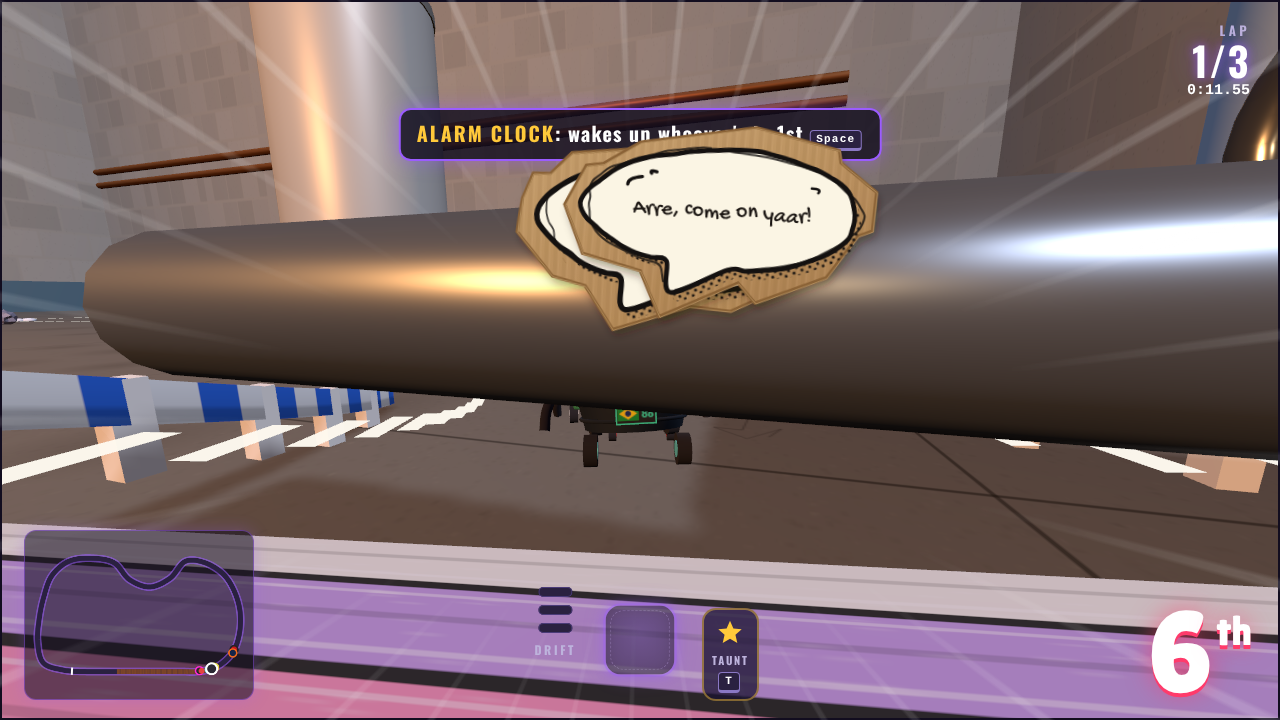 LAP
1/3
0:11.55
ALARM CLOCK: wakes up 1st Space
Arre, come on yaar!
86
DRIFT
TAUNT
T
6th